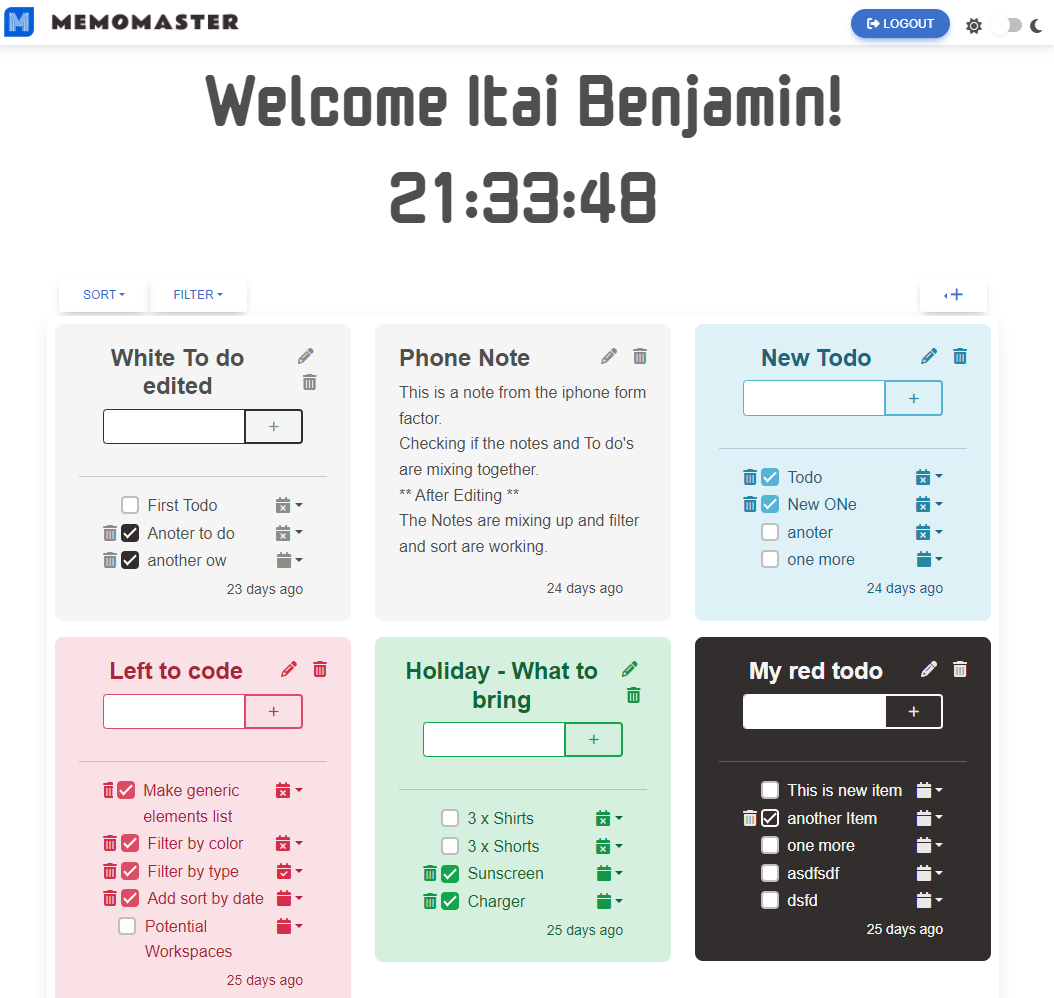 M MEMOMASTER
LOGOUT
Welcome Itai Benjamin!
21:33:48
SORT
FILTER
+
White To do
edited
+
First Todo
Anoter to do
another ow
23 days ago
Phone Note
This is a note from the iphone form
factor.
Checking if the notes and To do's
are mixing together.
** After Editing **
The Notes are mixing up and filter
and sort are working.
24 days ago
New Todo
+
Todo
New ONe
anoter
one more
24 days ago
Left to code
+
Make generic
elements list
Filter by color
Filter by type
Add sort by date
Potential
Workspaces
25 days ago
Holiday - What to
bring
+
3 x Shirts
3 x Shorts
Sunscreen
Charger
25 days ago
My red todo
+
This is new item
another Item
one more
asdfsdf
dsfd
25 days ago